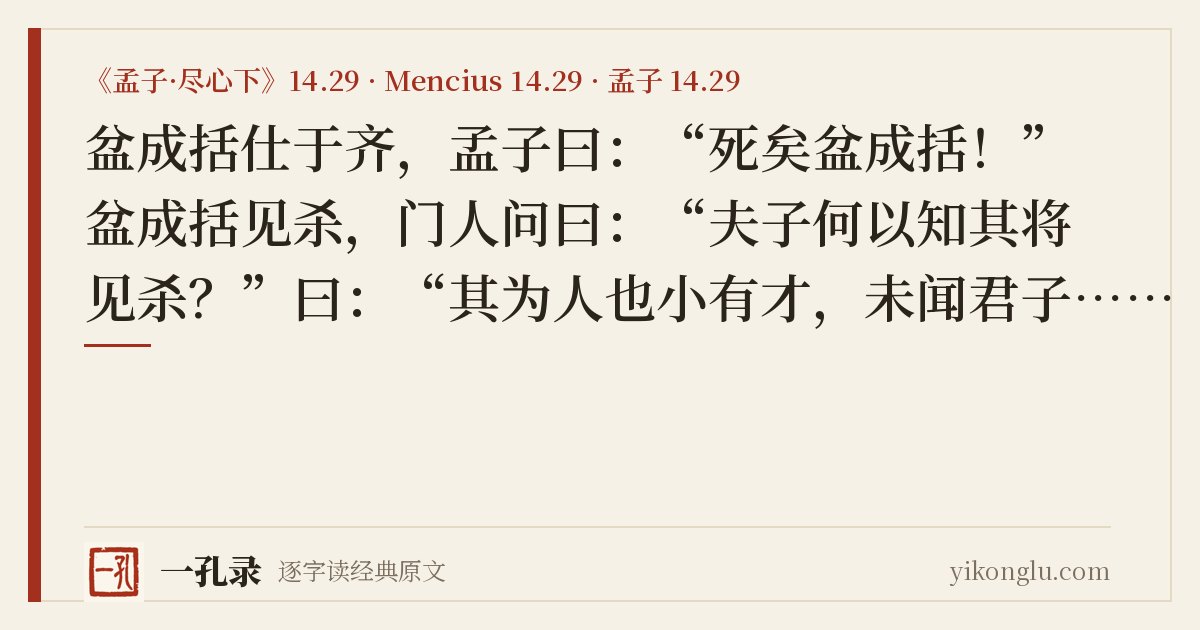 《孟子·尽心下》14.29 · Mencius 14.29 · 孟子 14.29
盆成括仕于齐，孟子曰：“死矣盆成括！”
盆成括见杀，门人问曰：“夫子何以知其将
见杀？”曰：“其为人也小有才，未闻君子……
一孔
一孔录 逐字读经典原文 yikonglu.com